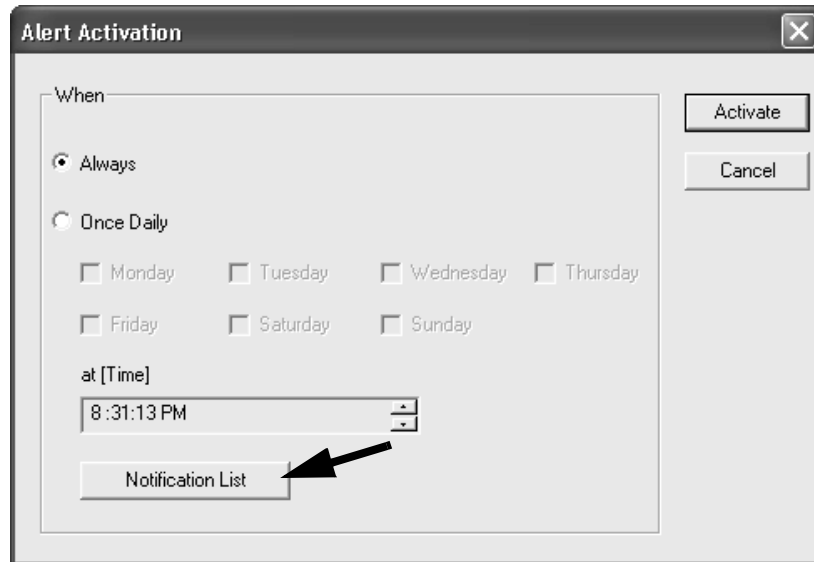 Alert Activation
When
Activate
Always
Cancel
Once Daily
Monday Tuesday Wednesday Thursday
Friday Saturday Sunday
at [Time]
8 :31:13 PM
Notification List